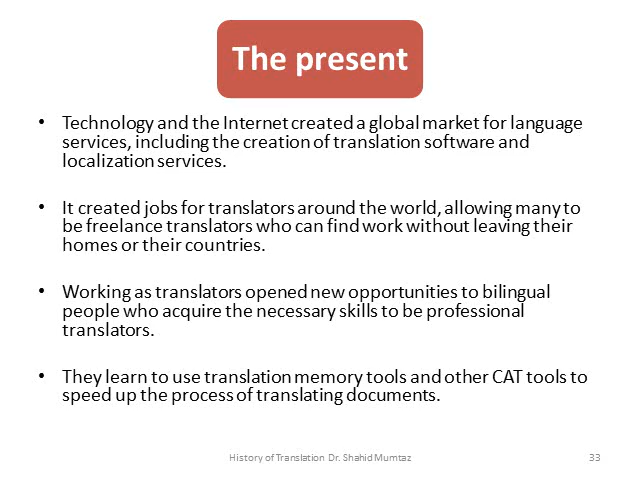 The present
• Technology and the Internet created a global market for language
services, including the creation of translation software and
localization services.
• It created jobs for translators around the world, allowing many to
be freelance translators who can find work without leaving their
homes or their countries.
• Working as translators opened new opportunities to bilingual
people who acquire the necessary skills to be professional
translators.
• They learn to use translation memory tools and other CAT tools to
speed up the process of translating documents.
History of Translation Dr. Shahid Mumtaz
33